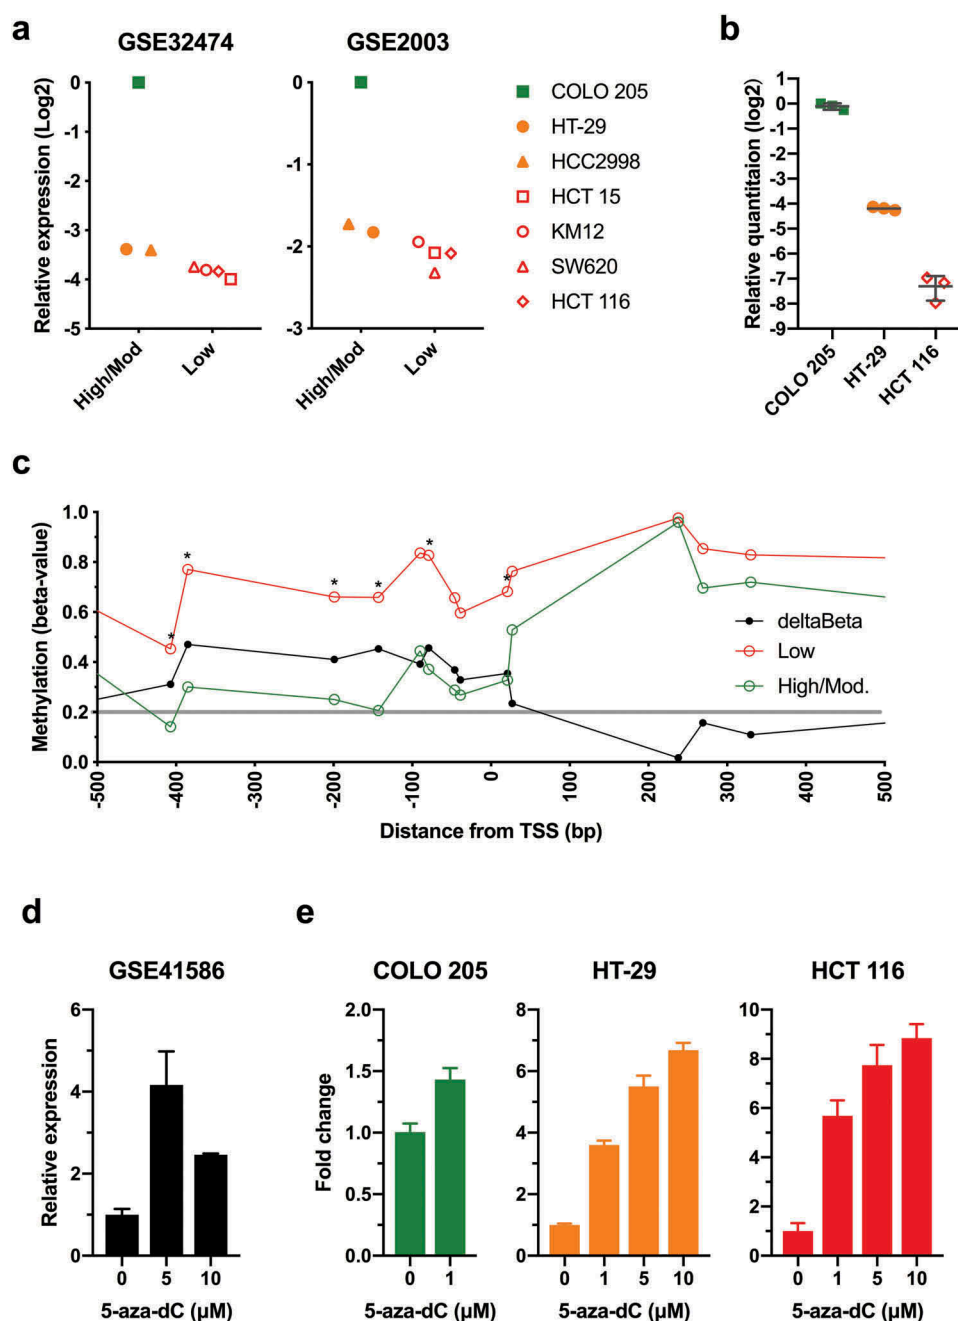 a
GSE32474
GSE2003
Relative expression (Log2)
0
-1
-2
-3
-4
-5
High/Mod
Low
0
-1
-2
-3
High/Mod
Low
COLO 205
HT-29
HCC2998
HCT 15
KM12
SW620
HCT 116
b
Relative quantitaion (log2)
1
0
-1
-2
-3
-4
-5
-6
-7
-8
-9
COLO 205
HT-29
HCT 116
c
Methylation (beta-value)
1.0
0.8
0.6
0.4
0.2
0.0
* * * * * *
deltaBeta
Low
High/Mod.
-500
-400
-300
-200
-100
0
100
200
300
400
500
Distance from TSS (bp)
d
GSE41586
Relative expression
6
4
2
0
0 5 10
5-aza-dC (µM)
e
COLO 205
Fold change
2.0
1.5
1.0
0.5
0.0
0 1
5-aza-dC (µM)
HT-29
8
6
4
2
0
0 1 5 10
5-aza-dC (µM)
HCT 116
10
8
6
4
2
0
0 1 5 10
5-aza-dC (µM)